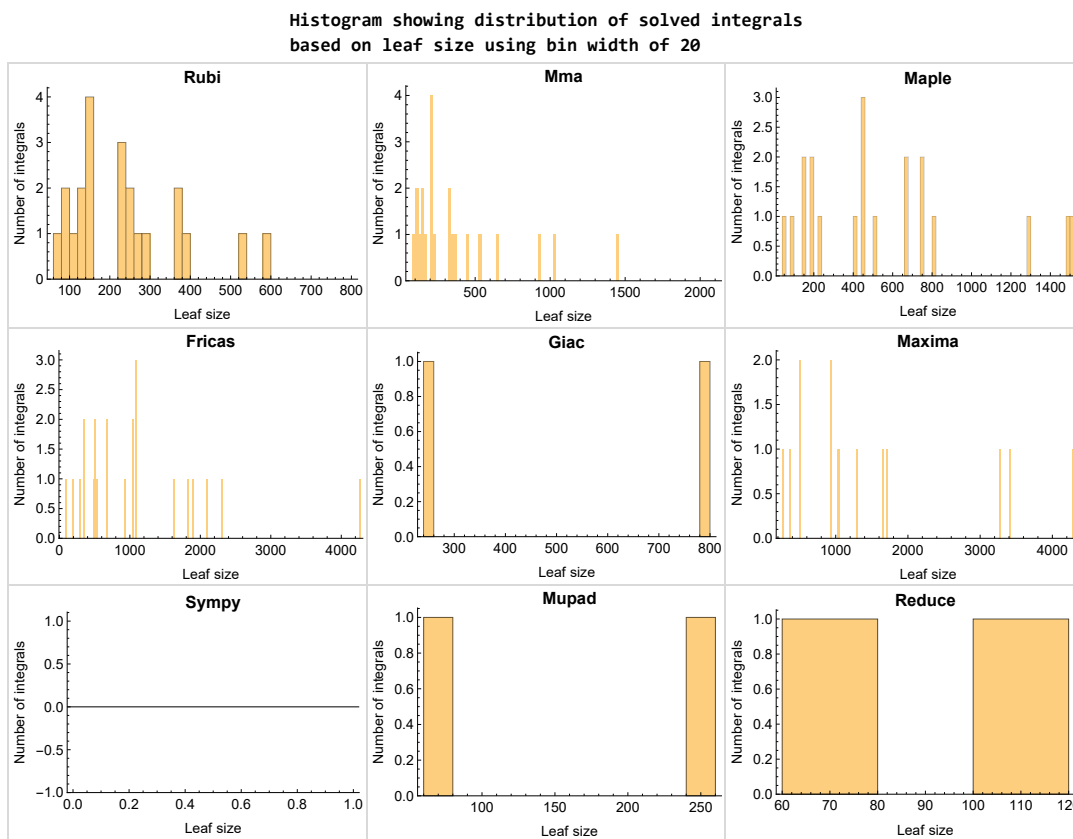 Histogram showing distribution of solved integrals
based on leaf size using bin width of 20
Rubi
Number of integrals
4
3
2
1
0
100 200 300 400 500 600 700 800
Leaf size
Mma
Number of integrals
4
3
2
1
0
500 1000 1500 2000
Leaf size
Maple
Number of integrals
3.0
2.5
2.0
1.5
1.0
0.5
0.0
200 400 600 800 1000 1200 1400
Leaf size
Fricas
Number of integrals
3.0
2.5
2.0
1.5
1.0
0.5
0.0
0 1000 2000 3000 4000
Leaf size
Giac
Number of integrals
1.0
0.8
0.6
0.4
0.2
0.0
300 400 500 600 700 800
Leaf size
Maxima
Number of integrals
2.0
1.5
1.0
0.5
0.0
1000 2000 3000 4000
Leaf size
Sympy
Number of integrals
1.0
0.5
0.0
−0.5
−1.0
0.0 0.2 0.4 0.6 0.8 1.0
Leaf size
Mupad
Number of integrals
1.0
0.8
0.6
0.4
0.2
0.0
100 150 200 250
Leaf size
Reduce
Number of integrals
1.0
0.8
0.6
0.4
0.2
0.0
60 70 80 90 100 110 120
Leaf size